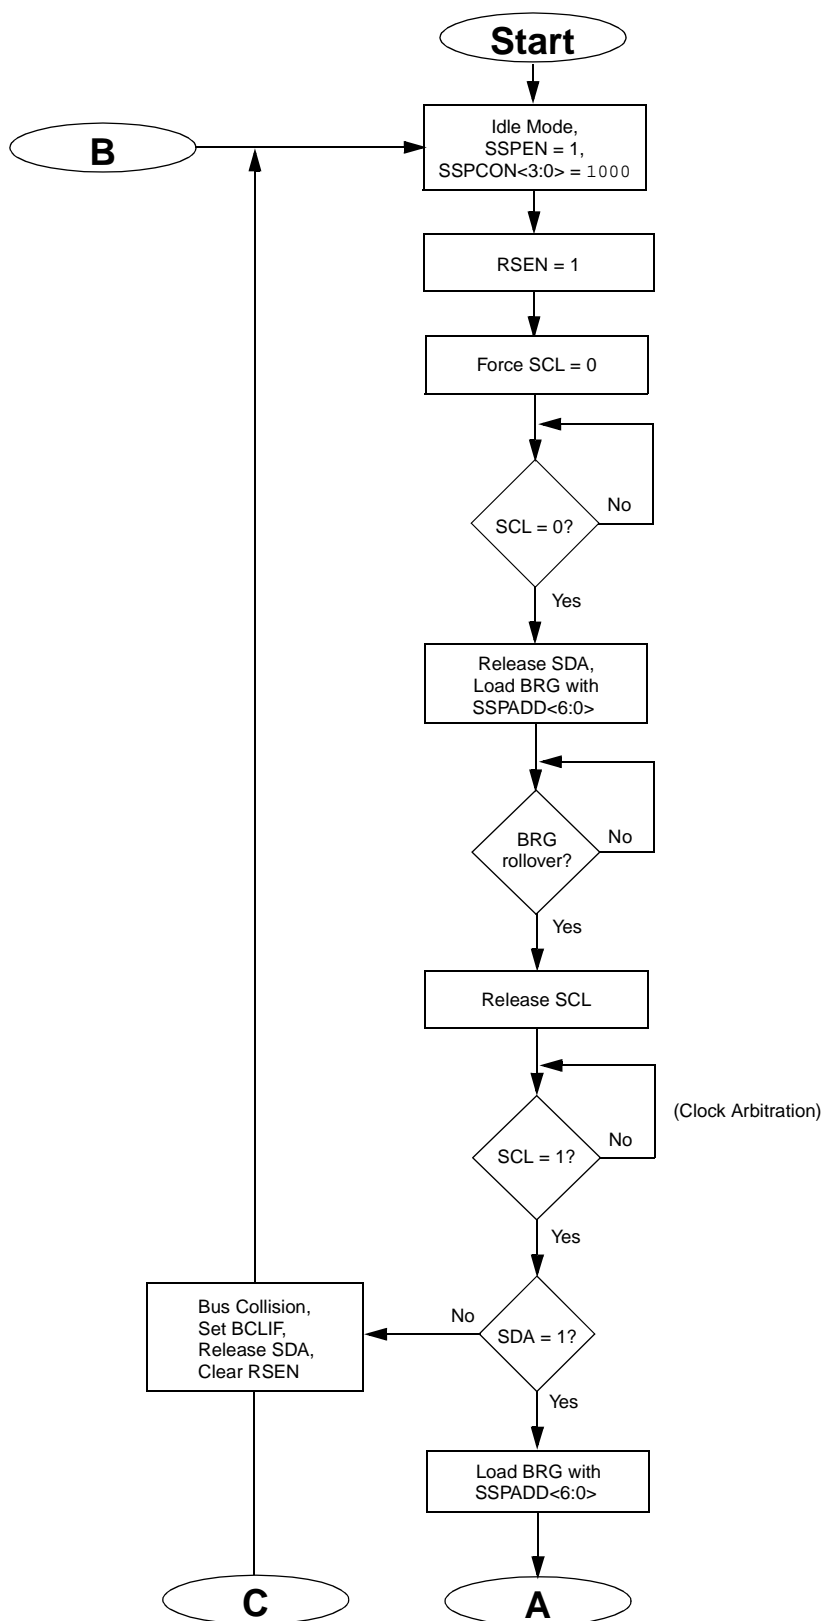 Start
B
Idle Mode,
SSPEN = 1,
SSPCON<3:0> = 1000
RSEN = 1
Force SCL = 0
SCL = 0?
No
Yes
Release SDA,
Load BRG with
SSPADD<6:0>
BRG
rollover?
No
Yes
Release SCL
(Clock Arbitration)
SCL = 1?
No
Yes
Bus Collision,
Set BCLIF,
Release SDA,
Clear RSEN
No
SDA = 1?
Yes
Load BRG with
SSPADD<6:0>
C
A